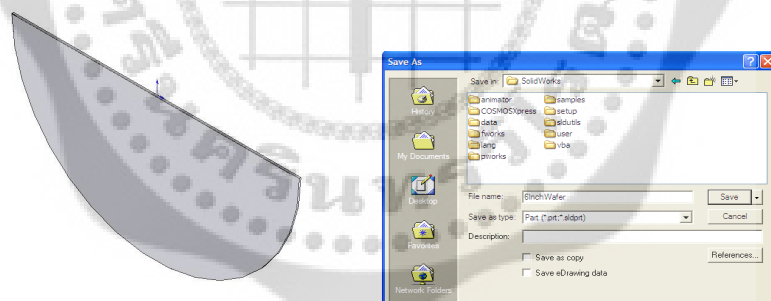 Save As
Save in: SolidWorks
History
My Documents
Desktop
Favorites
Network Folders
animator
COSMOSXpress
data
fworks
lang
pworks
samples
setup
sldutils
user
vba
File name: 6InchWafer
Save
Save as type: Part (*.prt;*.sldprt)
Cancel
Description:
Save as copy
References...
Save eDrawing data